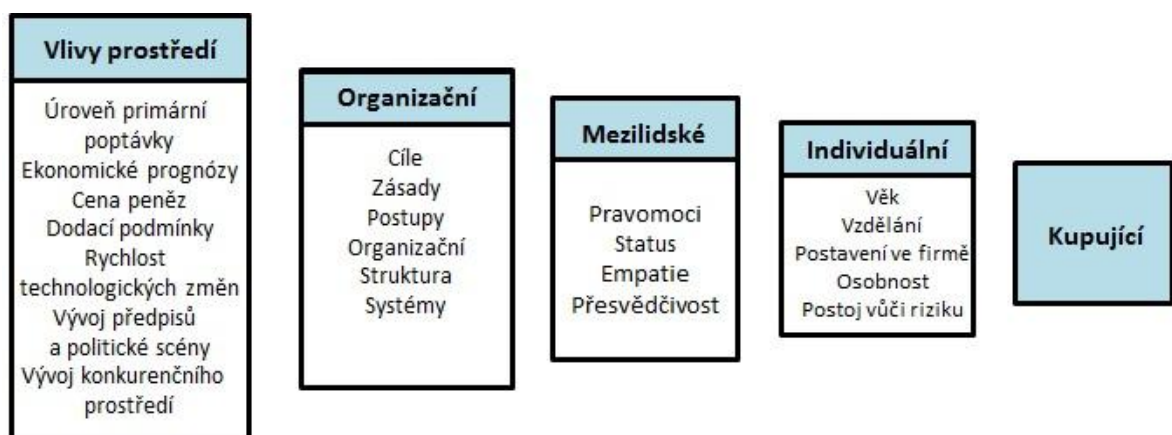 Vlivy prostředí
Úroveň primární
poptávky
Ekonomické prognózy
Cena peněz
Dodací podmínky
Rychlost
technologických změn
Vývoj předpisů
a politické scény
Vývoj konkurenčního
prostředí
Organizační
Cíle
Zásady
Postupy
Organizační
Struktura
Systémy
Mezilidské
Pravomoci
Status
Empatie
Přesvědčivost
Individuální
Věk
Vzdělání
Postavení ve firmě
Osobnost
Postoj vůči riziku
Kupující